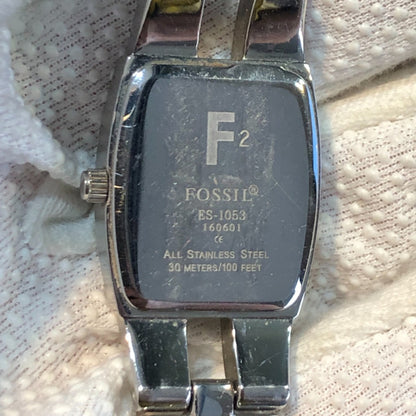 F²
FOSSIL®
ES-1053
160601
CE
ALL STAINLESS STEEL
30 METERS/100 FEET